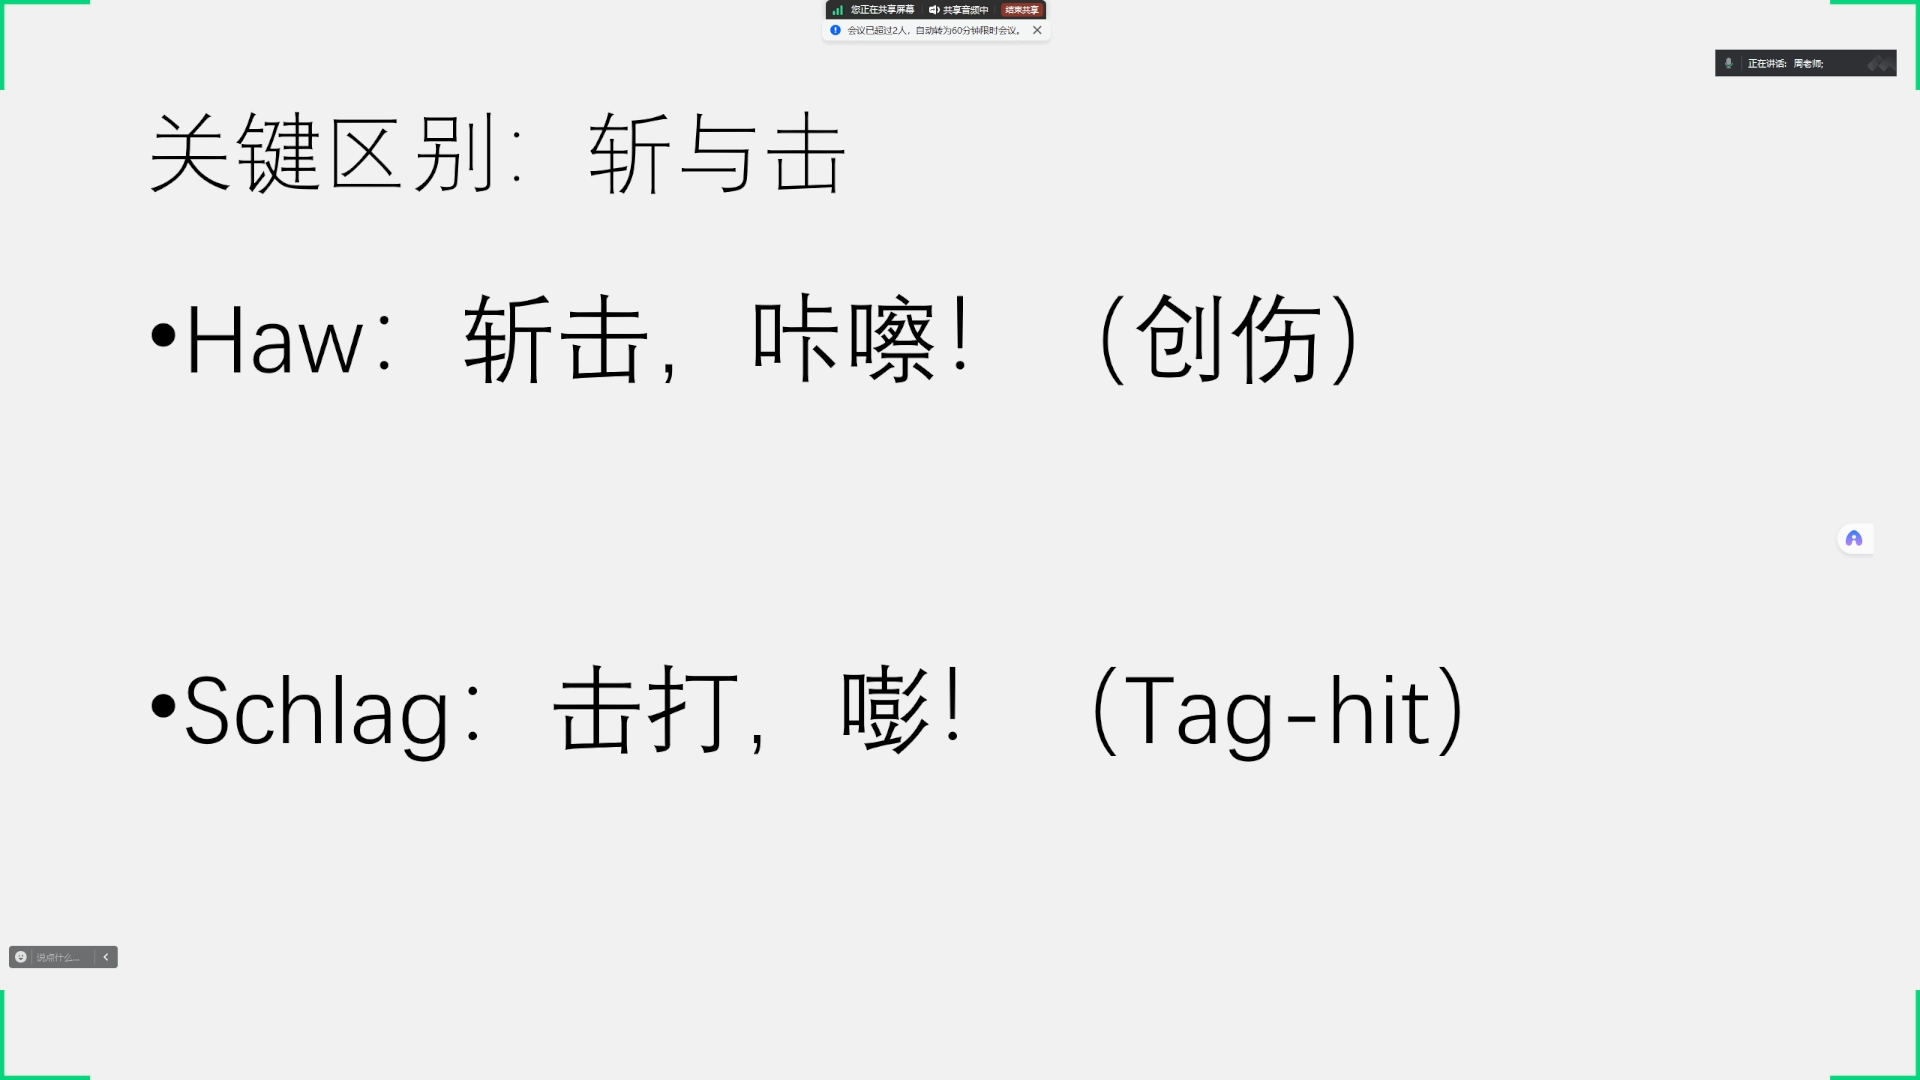 您正在共享屏幕 共享音频中 结束共享
会议已超过2人，自动转为60分钟限时会议。
正在讲话: 周老师;
关键区别：斩与击
•Haw：斩击，咔嚓！（创伤）
•Schlag：击打，嘭！（Tag-hit）
说点什么...